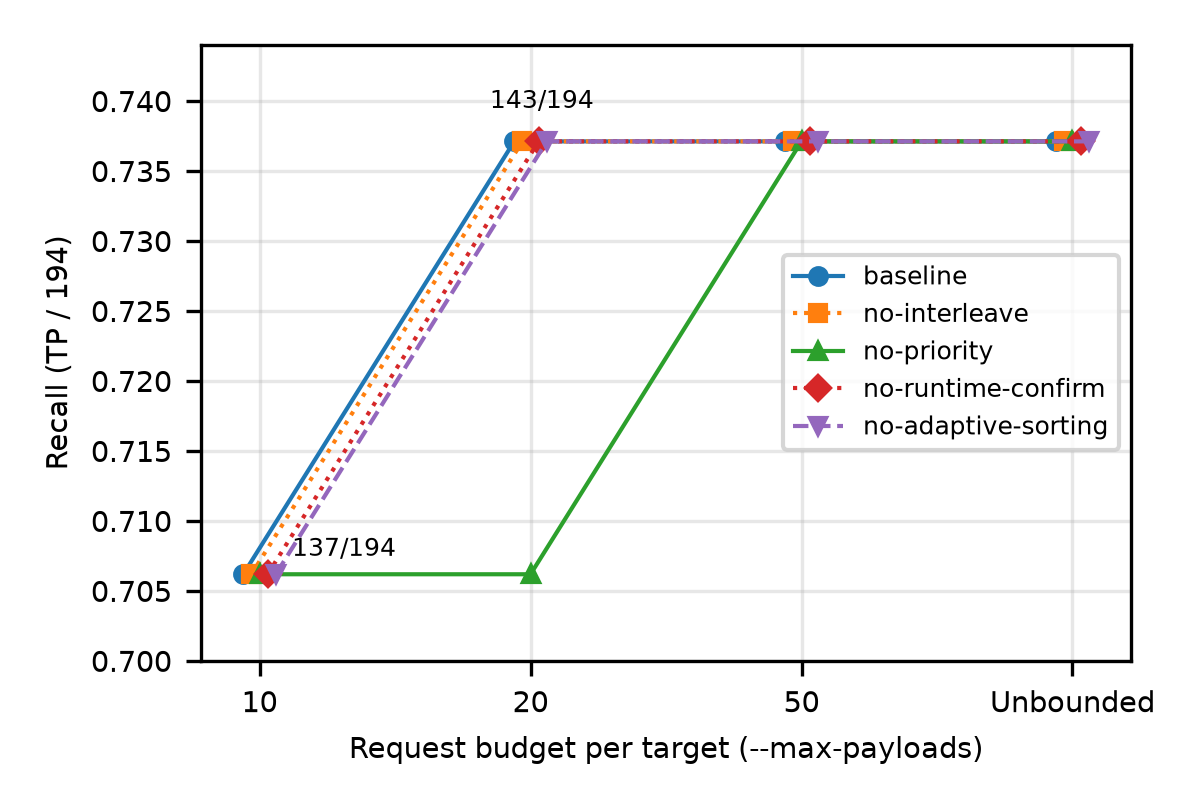 143/194
0.740
0.735
0.730
0.725
0.720
0.715
0.710
0.705
0.700
Recall (TP / 194)
baseline
no-interleave
no-priority
no-runtime-confirm
no-adaptive-sorting
137/194
10
20
50
Unbounded
Request budget per target (--max-payloads)